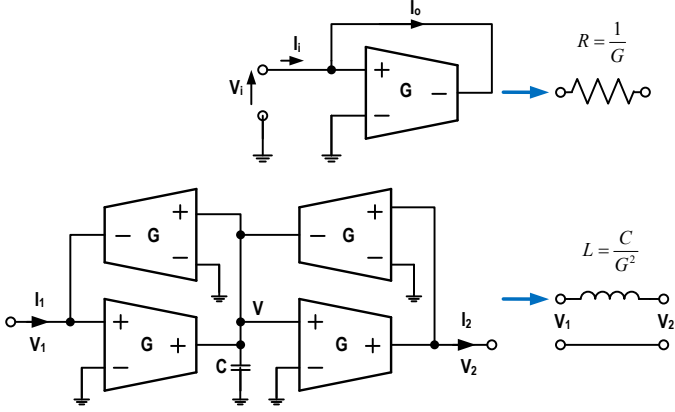 Iₒ
Iᵢ
Vᵢ
+
G
−
−
R = 1/G
+
−
G
−
+
−
G
−
I₁
V₁
+
G
+
−
V
C
+
G
+
−
I₂
V₂
L = C/G²
V₁
V₂